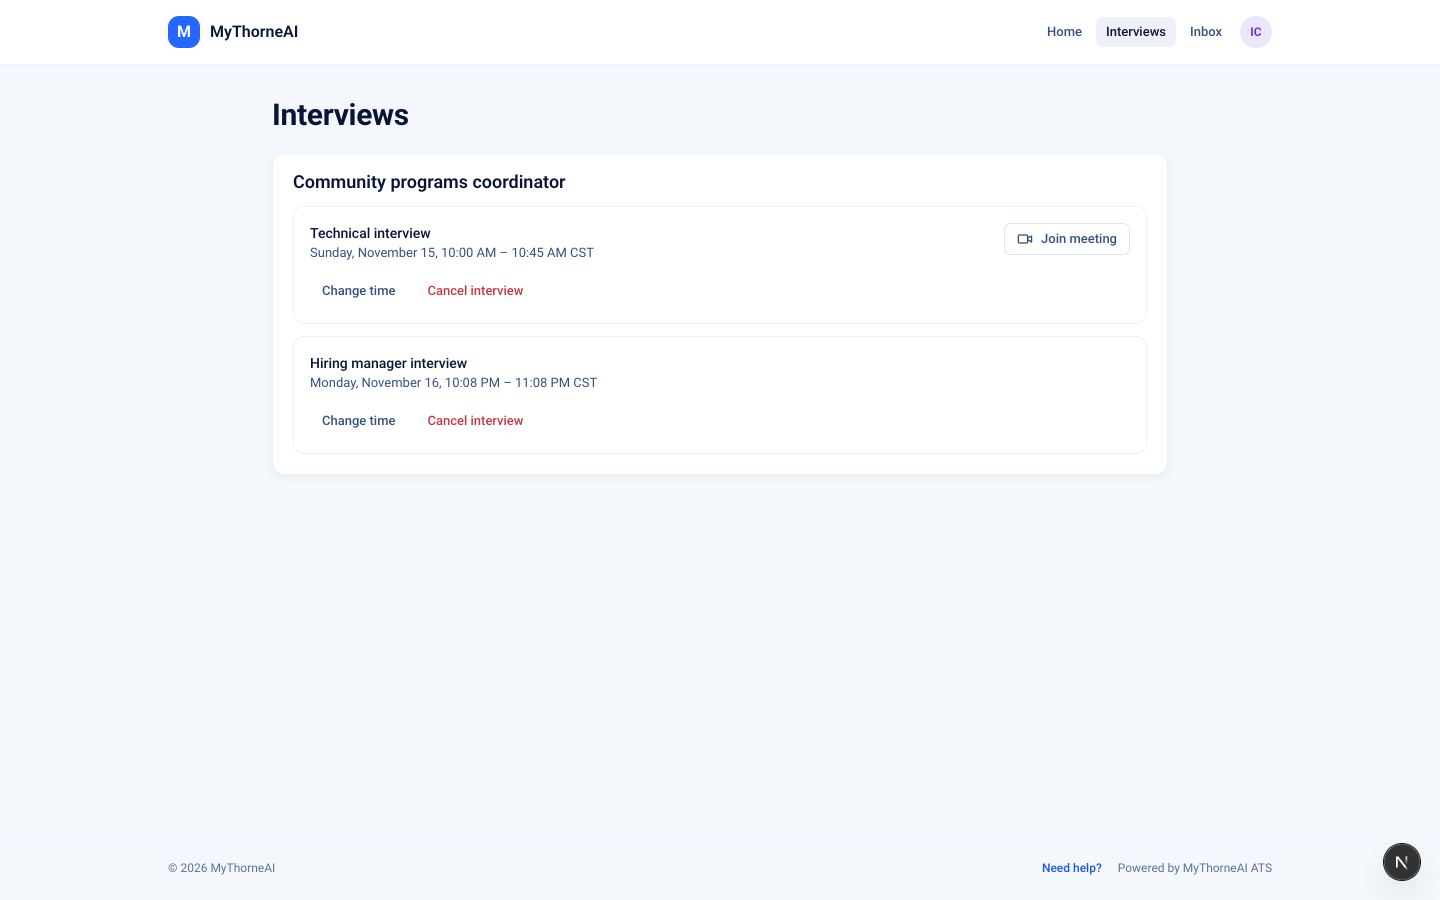 M MyThorneAI
Home Interviews Inbox IC
Interviews
Community programs coordinator
Technical interview
Sunday, November 15, 10:00 AM – 10:45 AM CST
Join meeting
Change time Cancel interview
Hiring manager interview
Monday, November 16, 10:08 PM – 11:08 PM CST
Change time Cancel interview
© 2026 MyThorneAI
Need help? Powered by MyThorneAI ATS
N